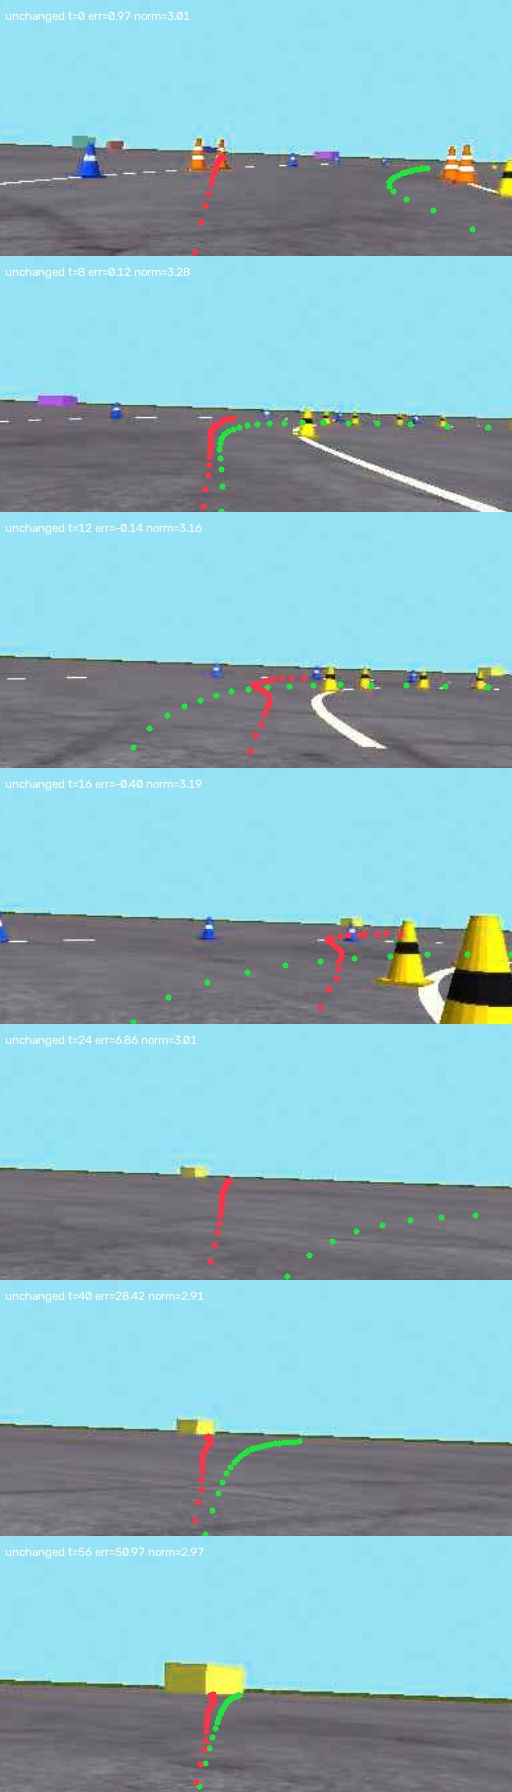 unchanged t=0 err=0.97 norm=3.01
unchanged t=8 err=0.12 norm=3.28
unchanged t=12 err=-0.14 norm=3.16
unchanged t=16 err=-0.40 norm=3.19
unchanged t=24 err=6.86 norm=3.01
unchanged t=40 err=28.42 norm=2.91
unchanged t=56 err=50.97 norm=2.97